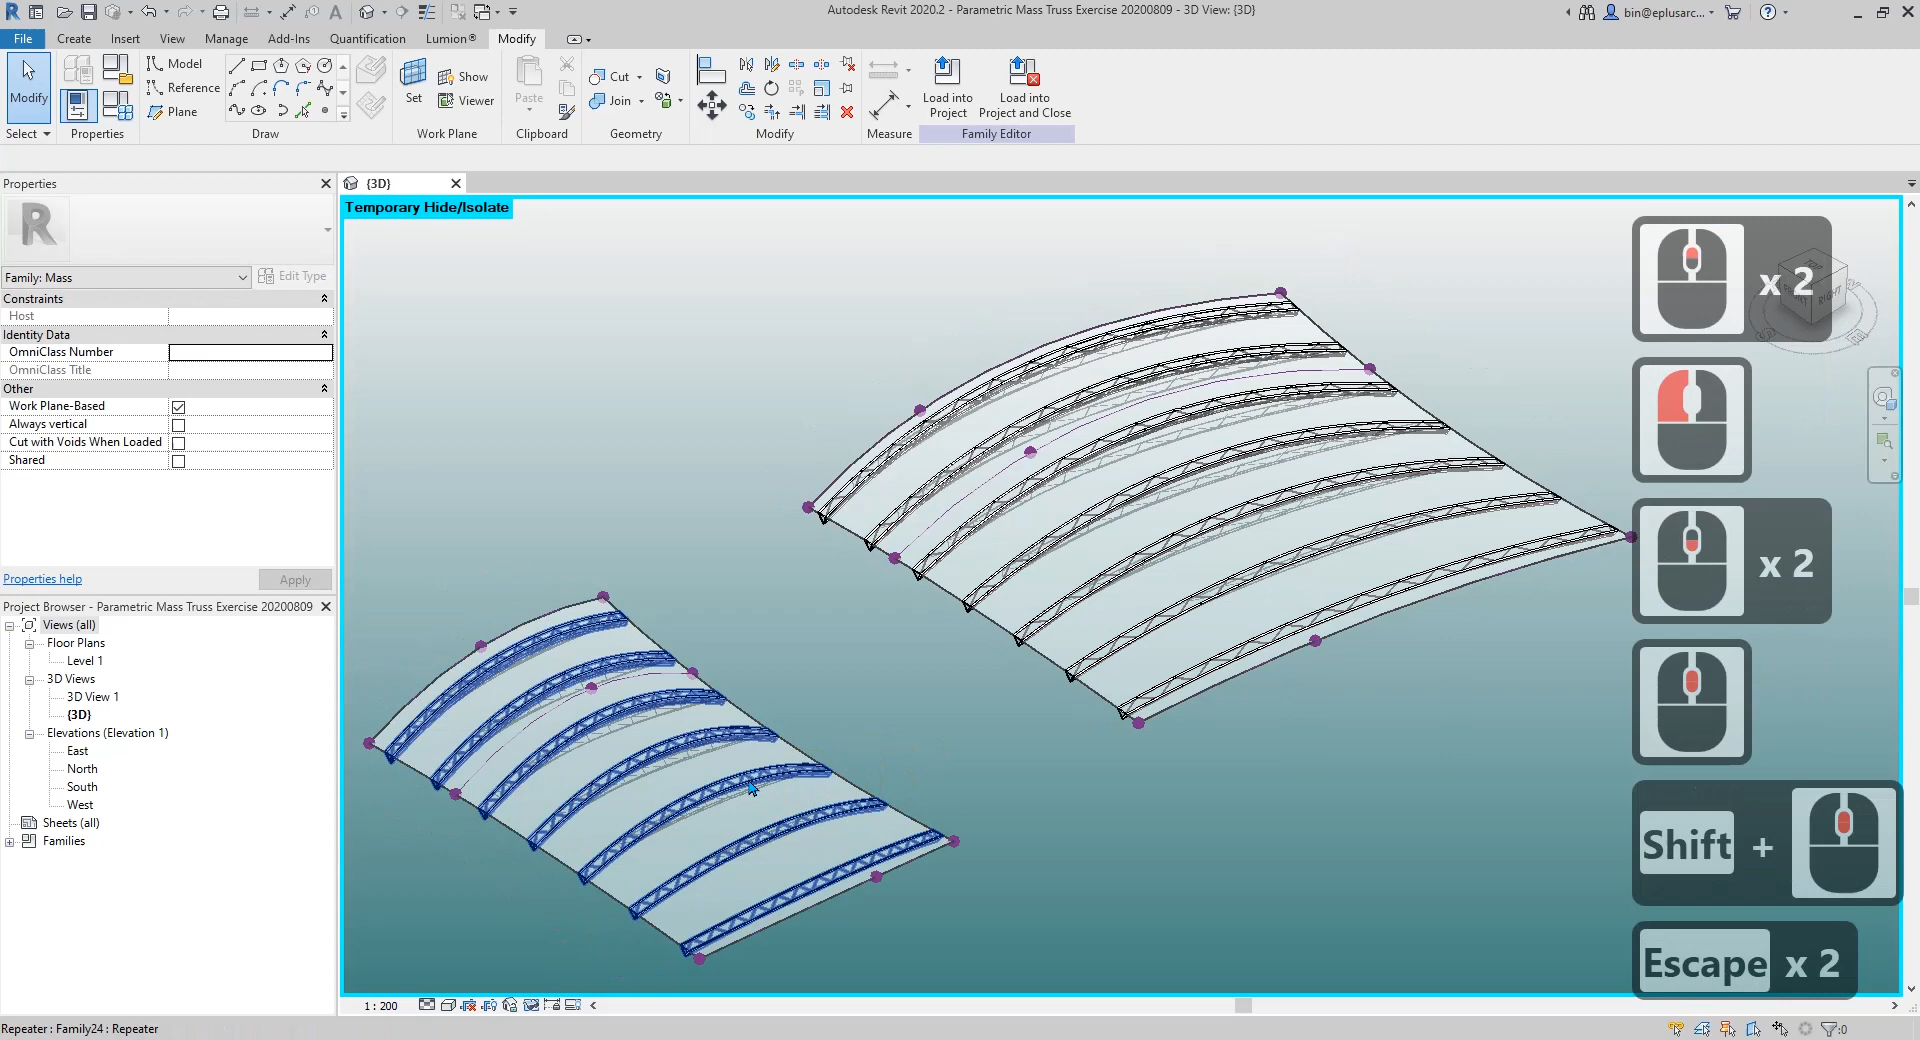 Autodesk Revit 2020.2 - Parametric Mass Truss Exercise 20200809 - 3D View: {3D}
bin@eplusarc...
File
Create
Insert
View
Manage
Add-Ins
Quantification
Lumion®
Modify
Modify
Select
Properties
Model
Reference
Plane
Draw
Set
Show
Viewer
Work Plane
Paste
Clipboard
Cut
Join
Geometry
Modify
Measure
Load into
Project
Load into
Project and Close
Family Editor
Properties
{3D}
R
Family: Mass
Edit Type
Constraints
Host
Identity Data
OmniClass Number
OmniClass Title
Other
Work Plane-Based
Always vertical
Cut with Voids When Loaded
Shared
Properties help
Apply
Project Browser - Parametric Mass Truss Exercise 20200809
Views (all)
Floor Plans
Level 1
3D Views
3D View 1
{3D}
Elevations (Elevation 1)
East
North
South
West
Sheets (all)
Families
Temporary Hide/Isolate
x 2
FRONT
RIGHT
x 2
Shift +
Escape x 2
1 : 200
Repeater : Family24 : Repeater
:0